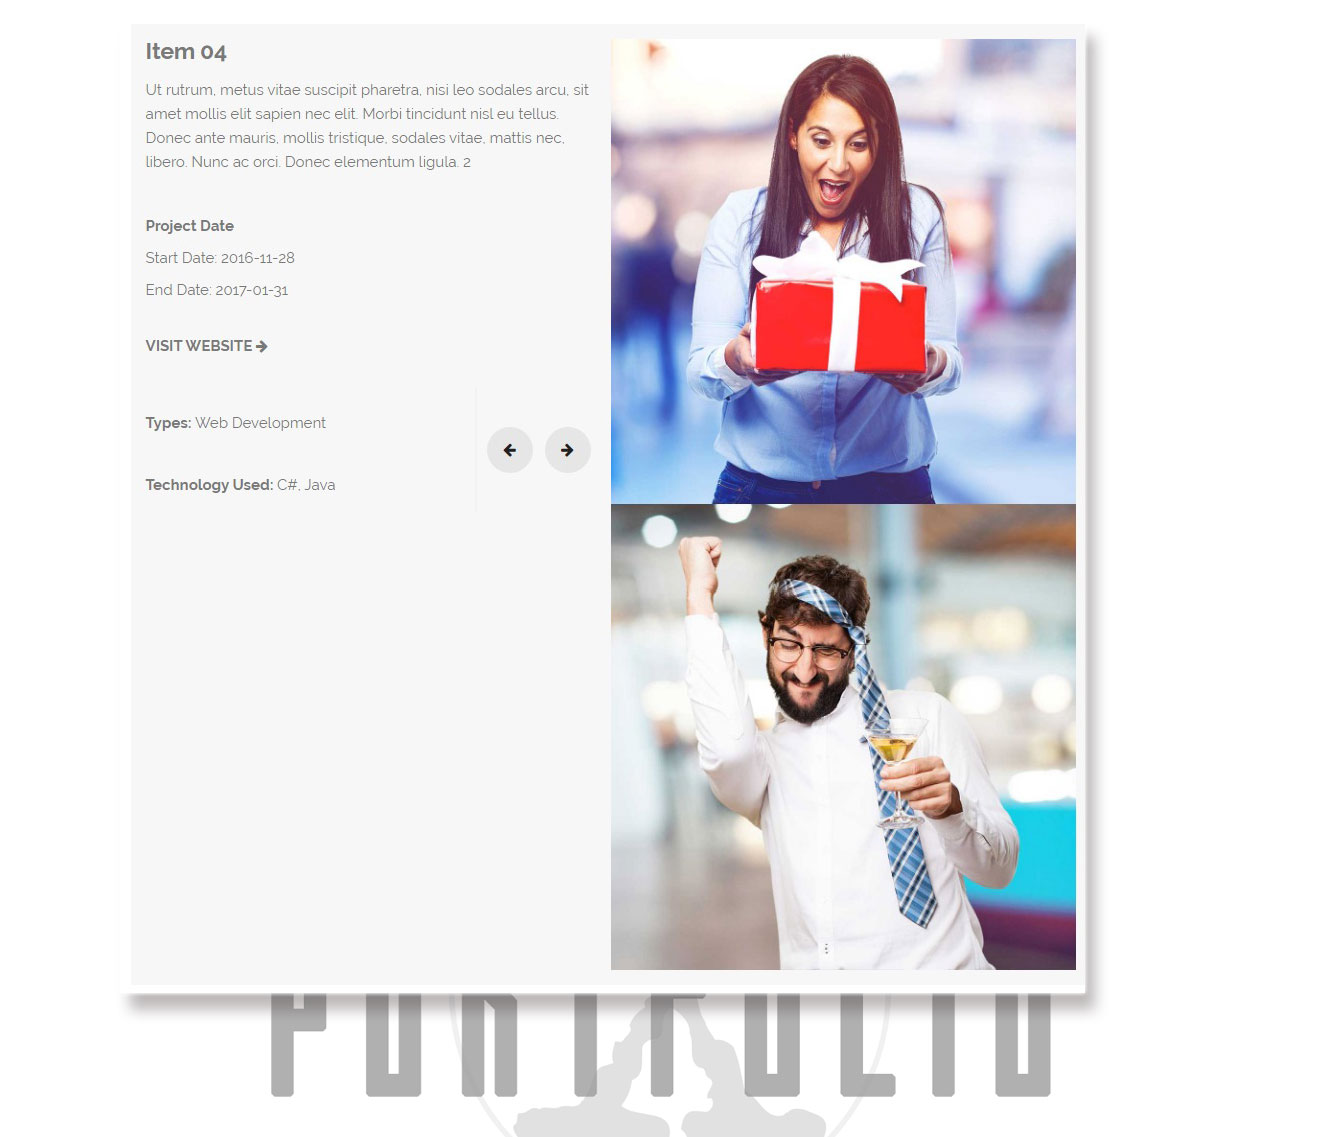 Item 04
Ut rutrum, metus vitae suscipit pharetra, nisi leo sodales arcu, sit
amet mollis elit sapien nec elit. Morbi tincidunt nisl eu tellus.
Donec ante mauris, mollis tristique, sodales vitae, mattis nec,
libero. Nunc ac orci. Donec elementum ligula. 2
Project Date
Start Date: 2016-11-28
End Date: 2017-01-31
VISIT WEBSITE
Types: Web Development
Technology Used: C#, Java
PORTFOLIO